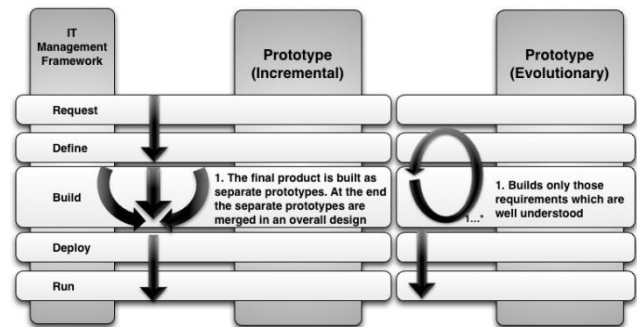 IT
Management
Framework
Prototype
(Incremental)
Prototype
(Evolutionary)
Request
Define
Build
1. The final product is built as
separate prototypes. At the end
the separate prototypes are
merged in an overall design
1...*
1. Builds only those
requirements which are
well understood
Deploy
Run